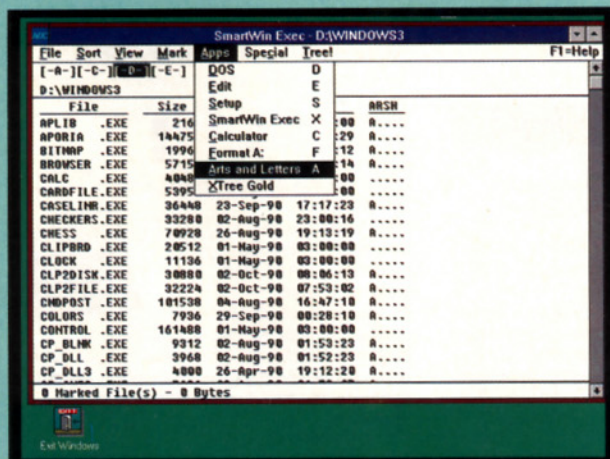 SmartWin Exec - D:\WINDOWS3
File Sort View Mark Apps Special Tree! F1=Help
[-A-][-C-][-D-][-E-]
D:\WINDOWS3
DOS D
Edit E
Setup S
SmartWin Exec X
Calculator C
Format A: F
Arts and Letters A
XTree Gold
File Size ARSH
APLIB .EXE 216 :00 A....
APORIA .EXE 14475 :29 A....
BITMAP .EXE 1996 :12 A....
BROWSER .EXE 5715 :14 A....
CALC .EXE 4048 :00 .....
CARDFILE.EXE 5395 :00 .....
CASELINR.EXE 36448 23-Sep-90 17:17:23 A....
CHECKERS.EXE 33280 02-Aug-90 23:00:16 .....
CHESS .EXE 70928 26-Aug-90 19:13:19 A....
CLIPBRD .EXE 20512 01-May-90 03:00:00 .....
CLOCK .EXE 11136 01-May-90 03:00:00 .....
CLP2DISK.EXE 30880 02-Oct-90 08:06:13 A....
CLP2FILE.EXE 32224 02-Oct-90 07:53:02 A....
CMDPOST .EXE 101538 04-Aug-90 16:47:10 A....
COLORS .EXE 7936 29-Sep-90 00:28:10 A....
CONTROL .EXE 161488 01-May-90 03:00:00 .....
CP_BLNK .EXE 9312 02-Aug-90 01:53:23 A....
CP_DLL .EXE 3968 02-Aug-90 01:52:23 A....
CP_DLL3 .EXE 4000 26-Apr-90 19:12:20 A....
0 Marked File(s) - 0 Bytes
EXIT
Exit Windows